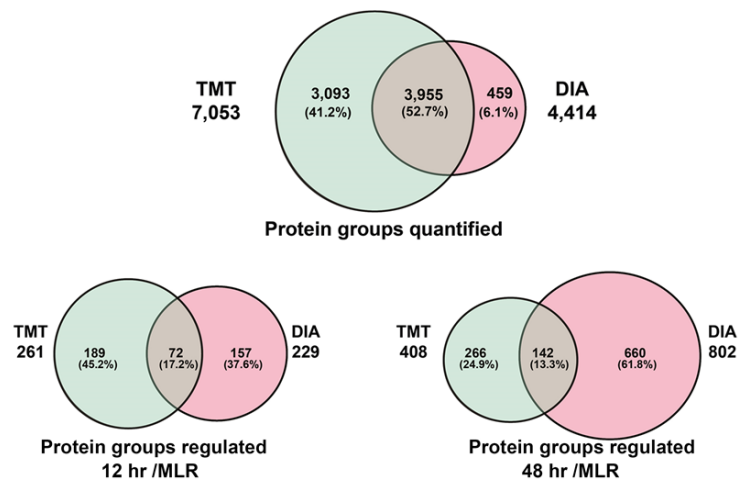 TMT
7,053
3,093
(41.2%)
3,955
(52.7%)
459
(6.1%)
DIA
4,414
Protein groups quantified
TMT
261
189
(45.2%)
72
(17.2%)
157
(37.6%)
DIA
229
Protein groups regulated
12 hr /MLR
TMT
408
266
(24.9%)
142
(13.3%)
660
(61.8%)
DIA
802
Protein groups regulated
48 hr /MLR